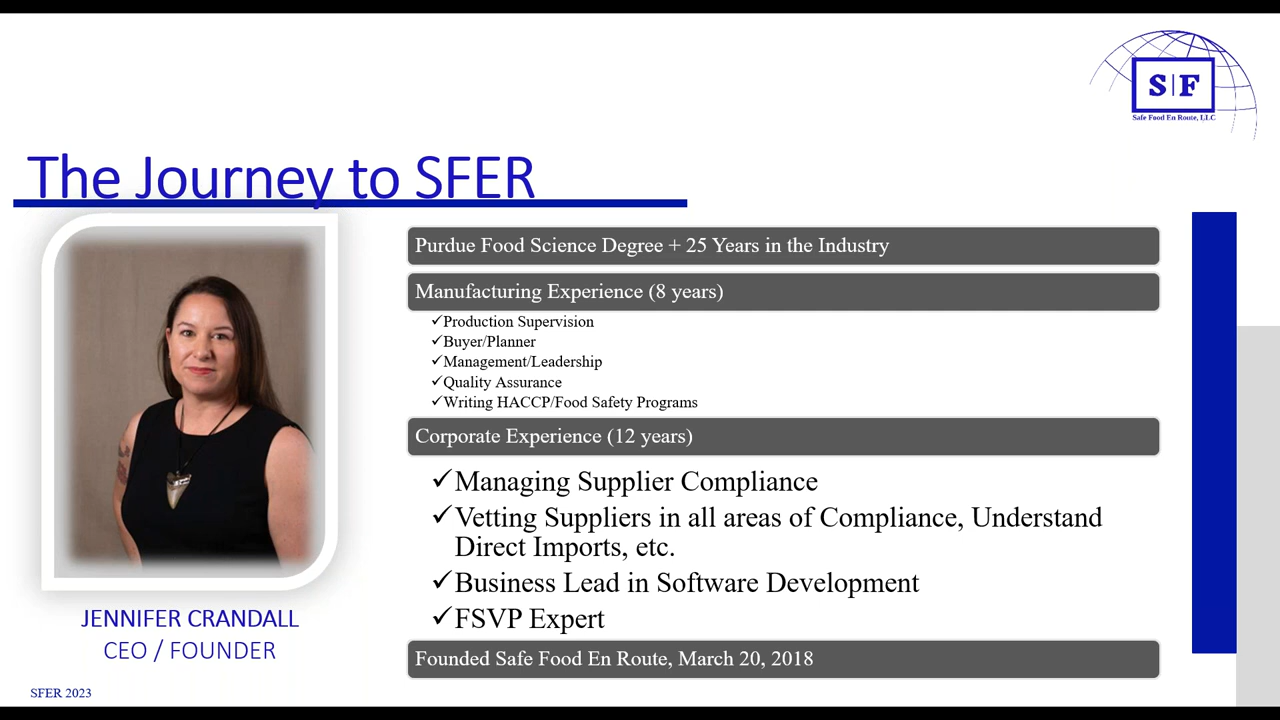 S|F
Safe Food En Route, LLC
The Journey to SFER
Purdue Food Science Degree + 25 Years in the Industry
Manufacturing Experience (8 years)
✓Production Supervision
✓Buyer/Planner
✓Management/Leadership
✓Quality Assurance
✓Writing HACCP/Food Safety Programs
Corporate Experience (12 years)
✓Managing Supplier Compliance
✓Vetting Suppliers in all areas of Compliance, Understand
Direct Imports, etc.
✓Business Lead in Software Development
✓FSVP Expert
Founded Safe Food En Route, March 20, 2018
JENNIFER CRANDALL
CEO / FOUNDER
SFER 2023